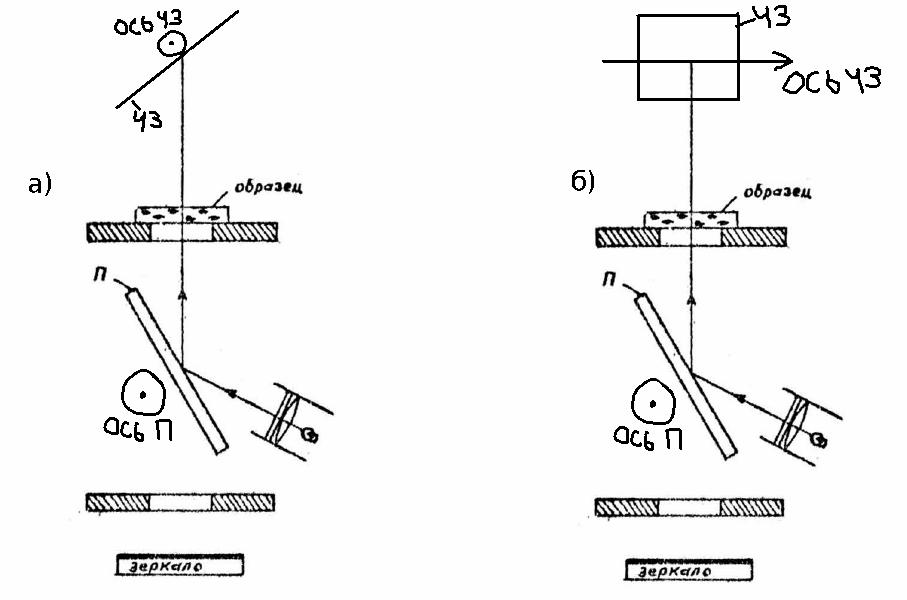 ось ЧЗ
ЧЗ
а)
образец
П
ось П
зеркало
ЧЗ
ось ЧЗ
б)
образец
П
ось П
зеркало